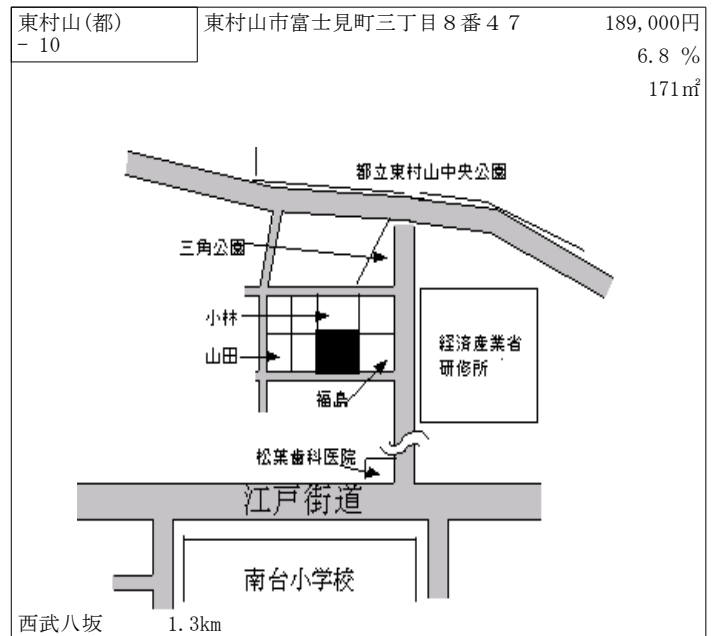 東村山(都)
- 10
東村山市富士見町三丁目８番４７
189,000円
6.8 %
171㎡
都立東村山中央公園
三角公園
小林
山田
経済産業省
研修所
福島
松葉歯科医院
江戸街道
南台小学校
西武八坂 1.3km